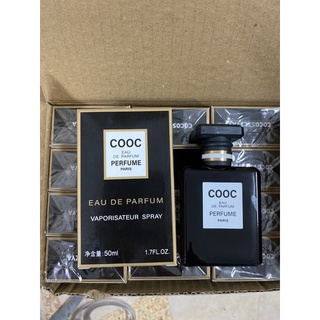 COOC
EAU
DE PARFUM
PERFUME
PARIS
EAU DE PARFUM
VAPORISATEUR SPRAY
净含量: 50ml 1.7FL.OZ.
COOC
EAU
DE PARFUM
PERFUME
PARIS